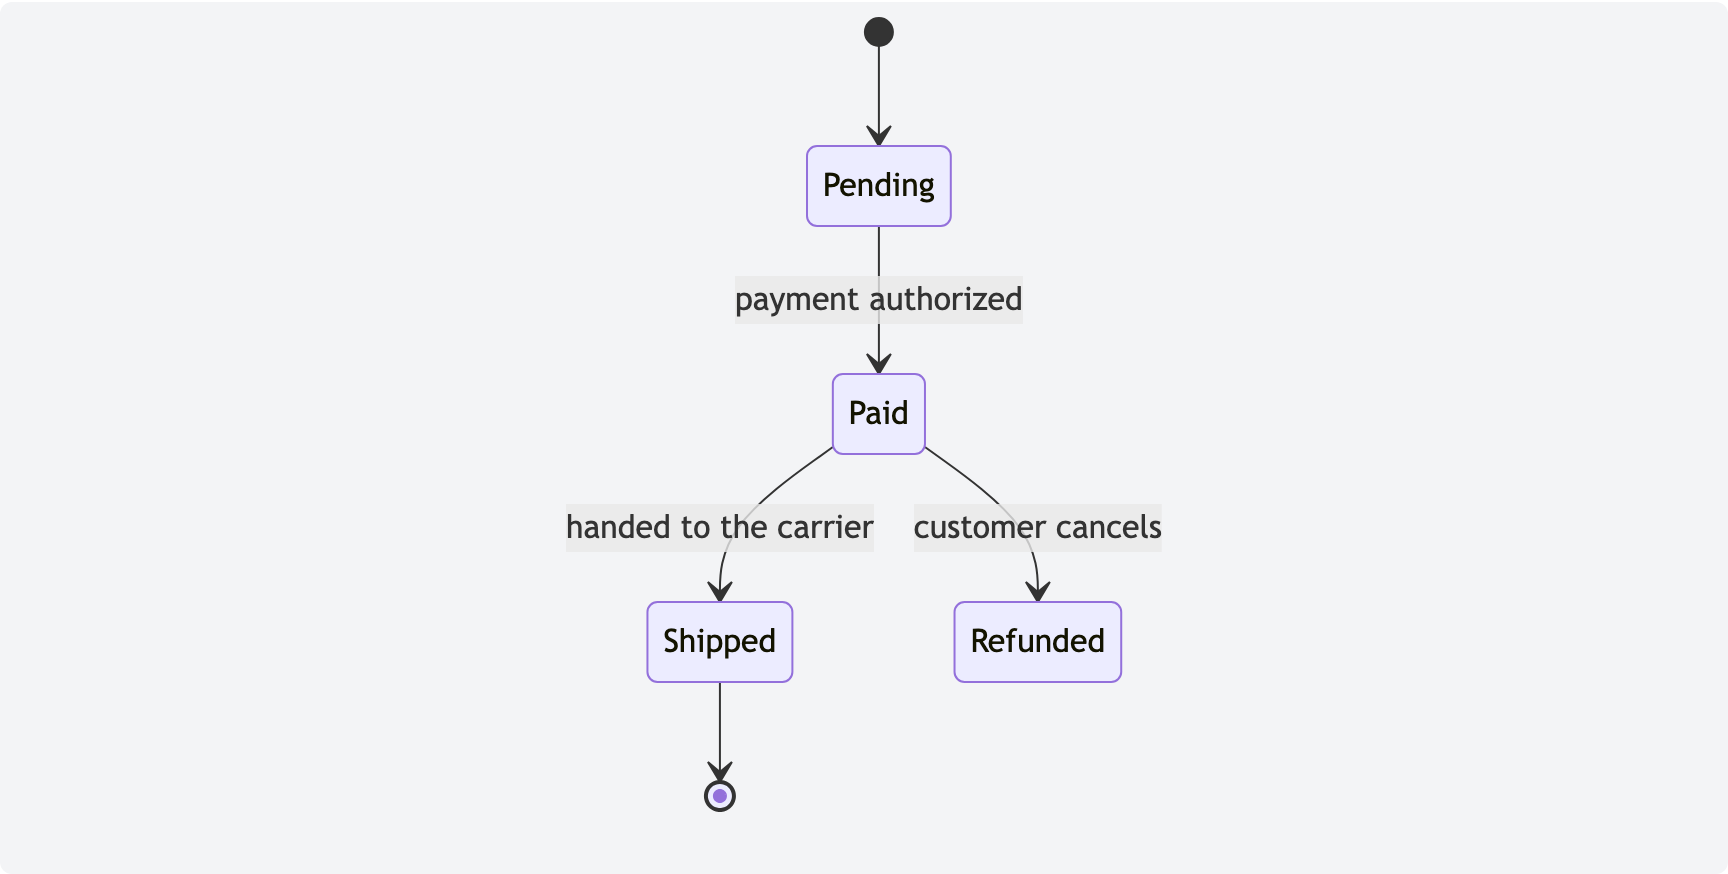 Pending
payment authorized
Paid
handed to the carrier
customer cancels
Shipped
Refunded